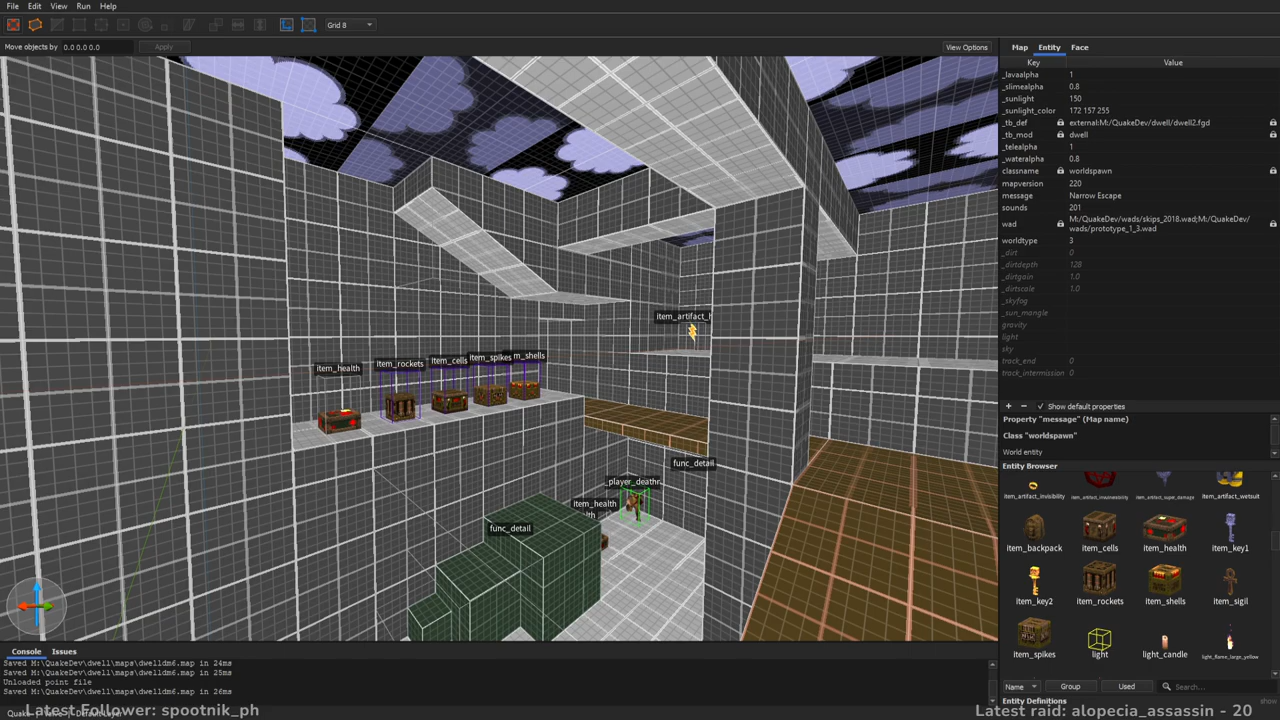 File Edit View Run Help
Grid 8
Move objects by 0.0 0.0 0.0 Apply
View Options
Map Entity Face
Key Value
_lavaalpha 1
_slimealpha 0.8
_sunlight 150
_sunlight_color 172 157 255
_tb_def external:M:/QuakeDev/dwell/dwell2.fgd
_tb_mod dwell
_telealpha 1
_wateralpha 0.8
classname worldspawn
mapversion 220
message Narrow Escape
sounds 201
wad M:/QuakeDev/wads/skips_2018.wad;M:/QuakeDev/
wads/prototype_1_3.wad
worldtype 3
_dirt 0
_dirtdepth 128
_dirtgain 1.0
_dirtscale 1.0
_skyfog
_sun_mangle
gravity
light
sky
track_end 0
track_intermission 0
Show default properties
Property "message" (Map name)
Class "worldspawn"
World entity
Entity Browser
item_artifact_invisibility item_artifact_invulnerability item_artifact_super_damage item_artifact_wetsuit
item_backpack item_cells item_health item_key1
item_key2 item_rockets item_shells item_sigil
item_spikes light light_candle light_flame_large_yellow
Name Group Used Search...
Entity Definitions show
item_artifact_h
item_health item_rockets item_cells item_spikes m_shells
func_detail
_player_deathr
item_health
lth
func_detail
Console Issues
Saved M:\QuakeDev\dwell\maps\dwelldm6.map in 24ms
Saved M:\QuakeDev\dwell\maps\dwelldm6.map in 25ms
Unloaded point file
Saved M:\QuakeDev\dwell\maps\dwelldm6.map in 26ms
Latest Follower: spootnik_ph
Latest raid: alopecia_assassin - 20